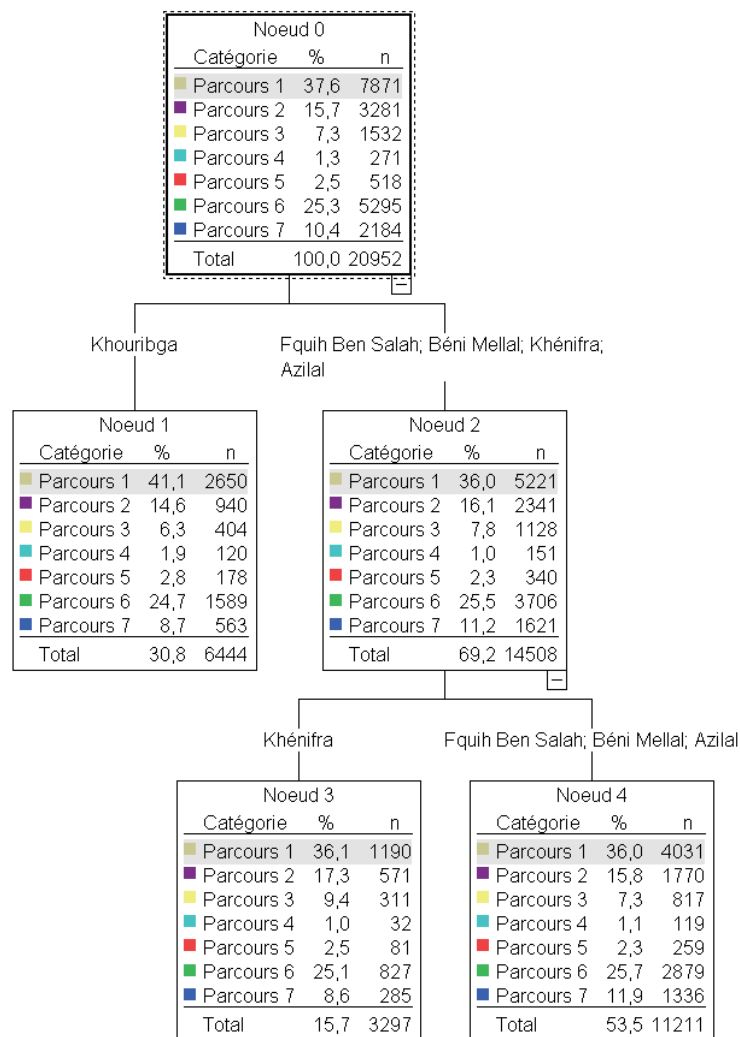 Noeud 0
Catégorie % n
Parcours 1 37,6 7871
Parcours 2 15,7 3281
Parcours 3 7,3 1532
Parcours 4 1,3 271
Parcours 5 2,5 518
Parcours 6 25,3 5295
Parcours 7 10,4 2184
Total 100,0 20952
Khouribga
Fquih Ben Salah; Béni Mellal; Khénifra;
Azilal
Noeud 1
Catégorie % n
Parcours 1 41,1 2650
Parcours 2 14,6 940
Parcours 3 6,3 404
Parcours 4 1,9 120
Parcours 5 2,8 178
Parcours 6 24,7 1589
Parcours 7 8,7 563
Total 30,8 6444
Noeud 2
Catégorie % n
Parcours 1 36,0 5221
Parcours 2 16,1 2341
Parcours 3 7,8 1128
Parcours 4 1,0 151
Parcours 5 2,3 340
Parcours 6 25,5 3706
Parcours 7 11,2 1621
Total 69,2 14508
Khénifra
Fquih Ben Salah; Béni Mellal; Azilal
Noeud 3
Catégorie % n
Parcours 1 36,1 1190
Parcours 2 17,3 571
Parcours 3 9,4 311
Parcours 4 1,0 32
Parcours 5 2,5 81
Parcours 6 25,1 827
Parcours 7 8,6 285
Total 15,7 3297
Noeud 4
Catégorie % n
Parcours 1 36,0 4031
Parcours 2 15,8 1770
Parcours 3 7,3 817
Parcours 4 1,1 119
Parcours 5 2,3 259
Parcours 6 25,7 2879
Parcours 7 11,9 1336
Total 53,5 11211